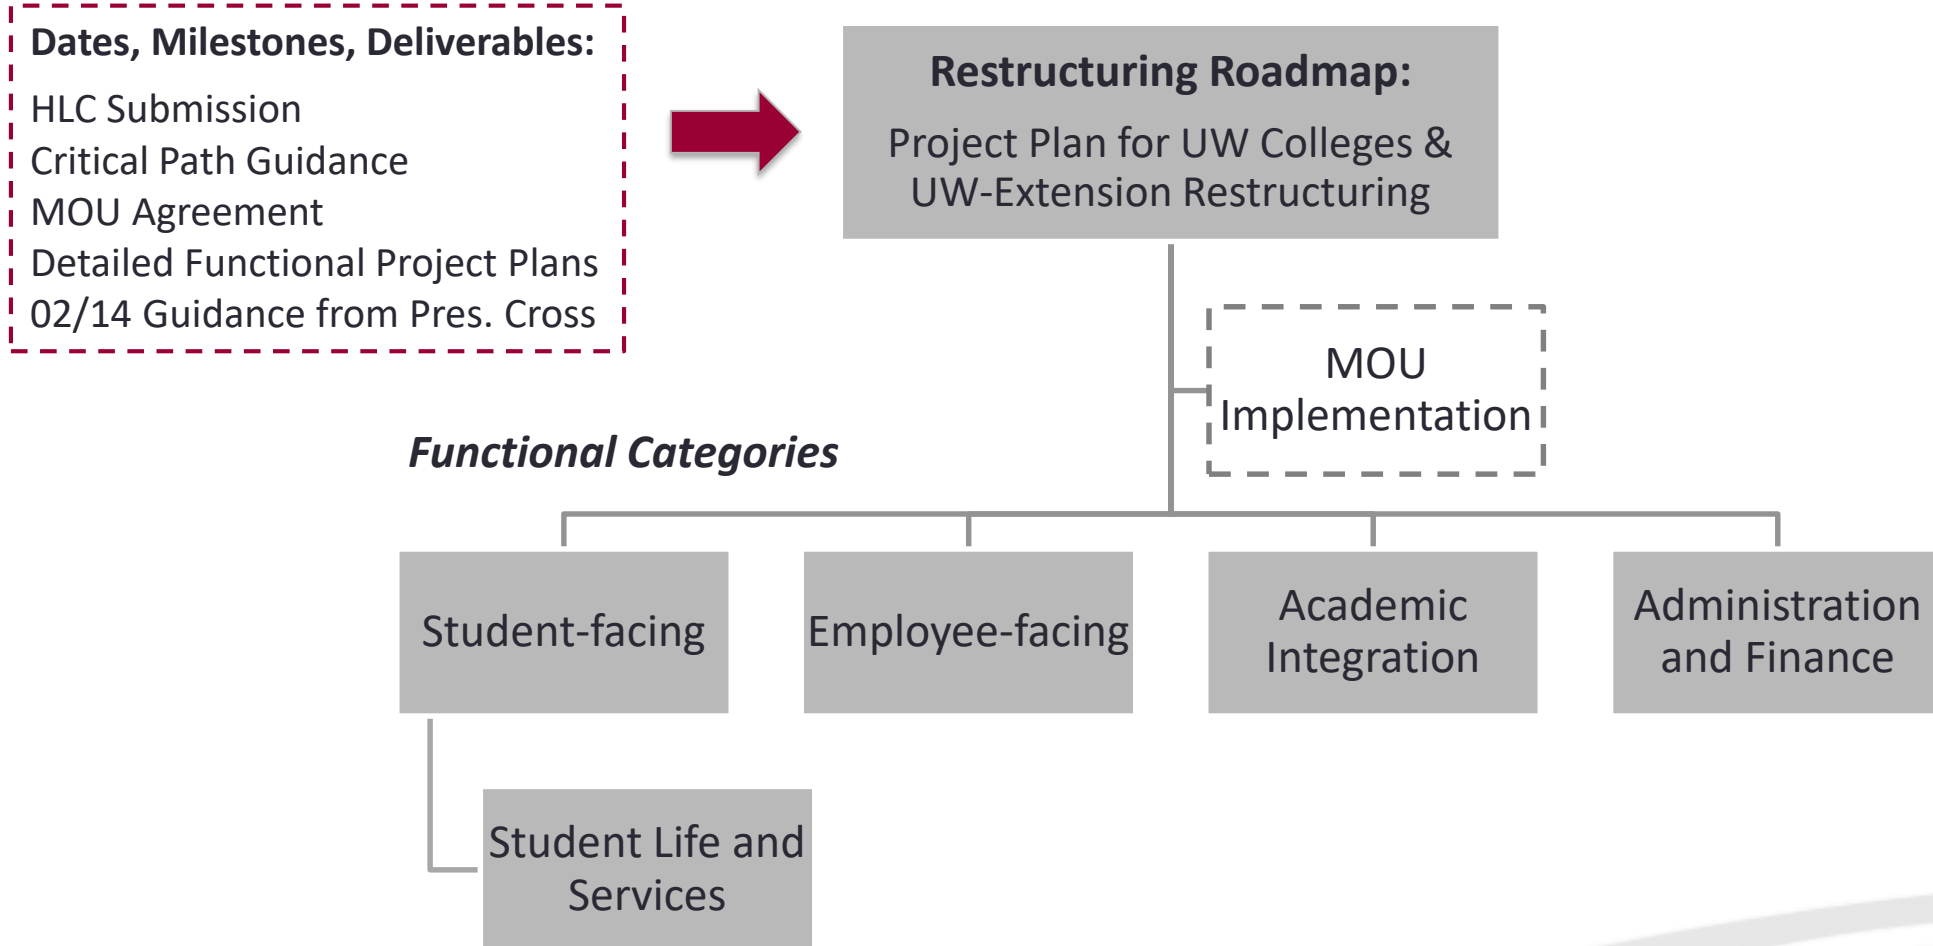 Dates, Milestones, Deliverables:
HLC Submission
Critical Path Guidance
MOU Agreement
Detailed Functional Project Plans
02/14 Guidance from Pres. Cross
Restructuring Roadmap:
Project Plan for UW Colleges &
UW-Extension Restructuring
MOU
Implementation
Functional Categories
Student-facing
Employee-facing
Academic
Integration
Administration
and Finance
Student Life and
Services